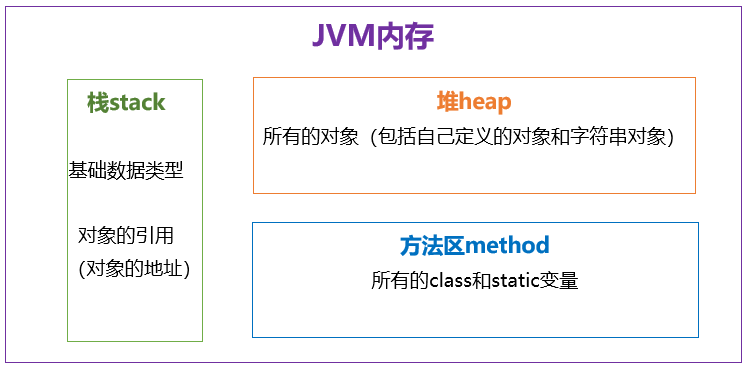 JVM内存
栈stack
基础数据类型
对象的引用
(对象的地址)
堆heap
所有的对象（包括自己定义的对象和字符串对象）
方法区method
所有的class和static变量